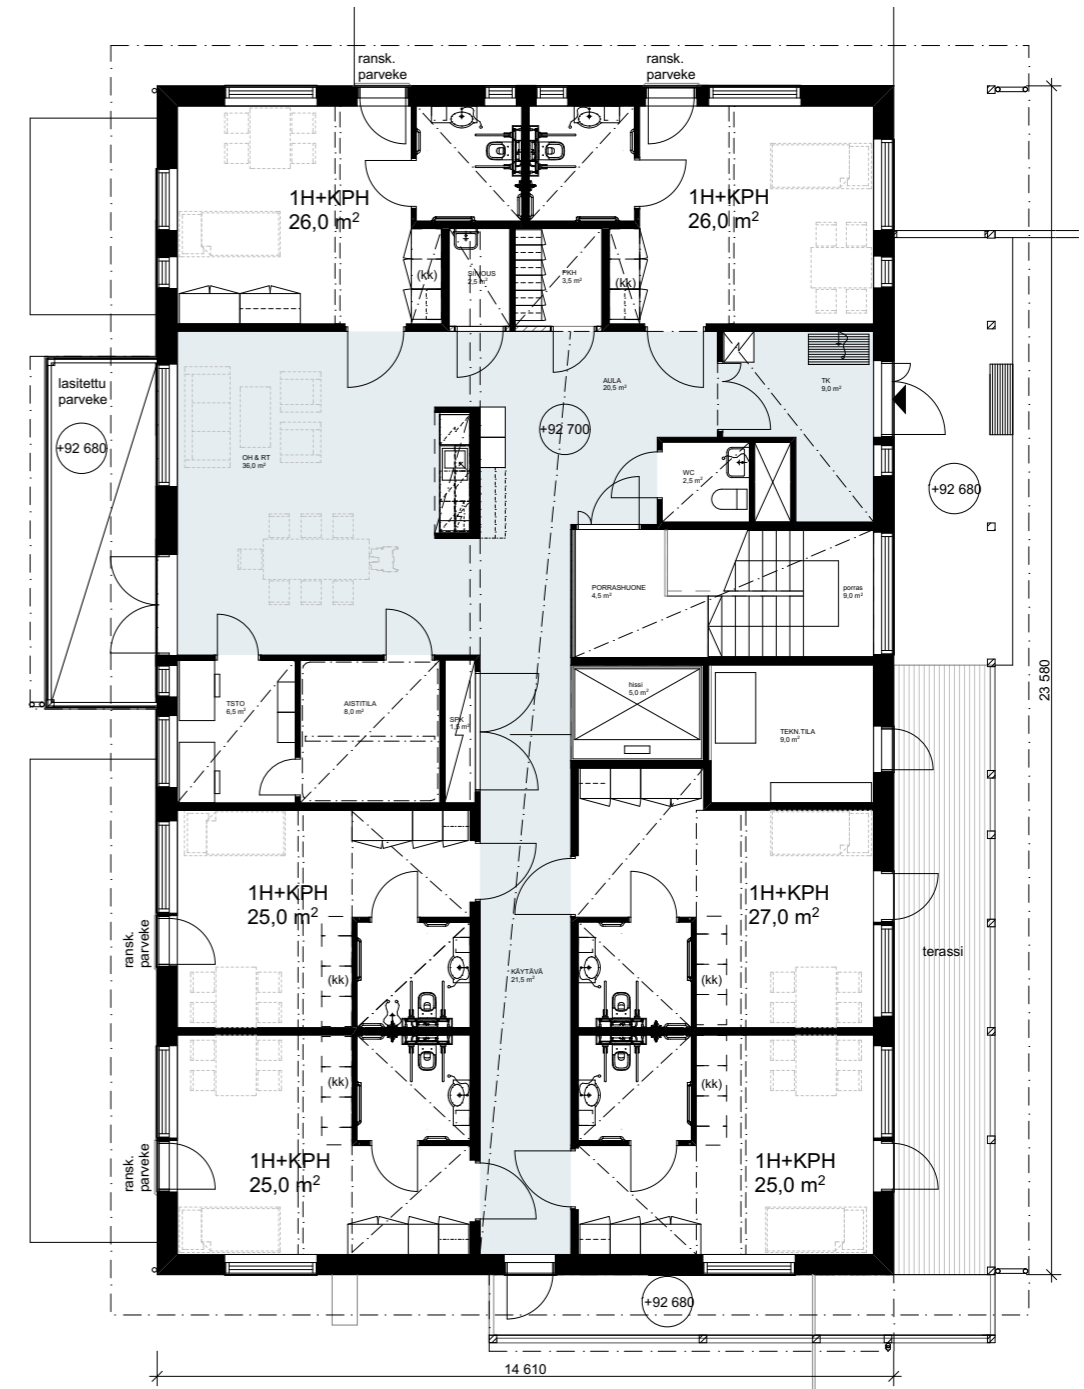 ransk.
parveke
ransk.
parveke
1H+KPH
26,0 m²
1H+KPH
26,0 m²
(kk)
SIIVOUS
2,5 m²
PKH
3,5 m²
(kk)
lasitettu
parveke
+92 680
AULA
20,5 m²
TK
9,0 m²
+92 700
OH & RT
36,0 m²
WC
2,5 m²
+92 680
PORRASHUONE
4,5 m²
porras
9,0 m²
23 580
hissi
5,0 m²
TSTO
6,5 m²
AISTITILA
8,0 m²
SPK
1,5 m²
TEKN.TILA
9,0 m²
1H+KPH
25,0 m²
1H+KPH
27,0 m²
ransk.
parveke
(kk)
KÄYTÄVÄ
21,5 m²
(kk)
terassi
(kk)
(kk)
ransk.
parveke
1H+KPH
25,0 m²
1H+KPH
25,0 m²
+92 680
14 610